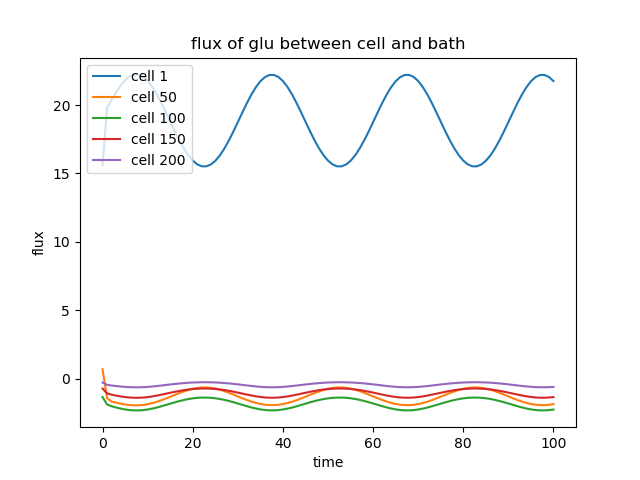 flux of glu between cell and bath
cell 1
cell 50
cell 100
cell 150
cell 200
20
15
10
5
0
flux
0 20 40 60 80 100
time